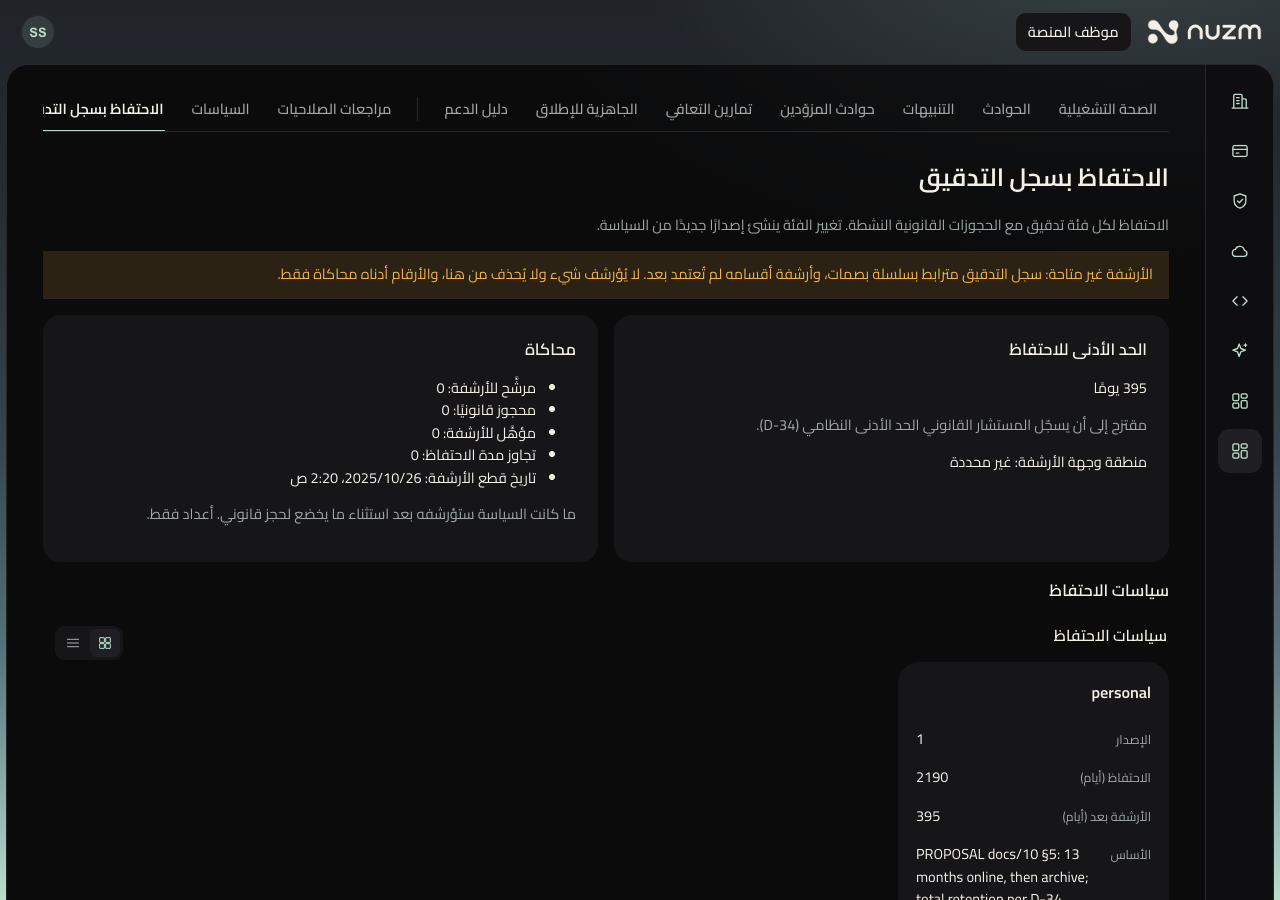 nuzm
موظف المنصة
SS
الصحة التشغيلية
الحوادث
التنبيهات
حوادث المزوّدين
تمارين التعافي
الجاهزية للإطلاق
دليل الدعم
مراجعات الصلاحيات
السياسات
الاحتفاظ بسجل التد
الاحتفاظ بسجل التدقيق
الاحتفاظ لكل فئة تدقيق مع الحجوزات القانونية النشطة. تغيير الفئة ينشئ إصدارًا جديدًا من السياسة.
الأرشفة غير متاحة: سجل التدقيق مترابط بسلسلة بصمات، وأرشفة أقسامه لم تُعتمد بعد. لا يُؤرشف شيء ولا يُحذف من هنا، والأرقام أدناه محاكاة فقط.
الحد الأدنى للاحتفاظ
395 يومًا
مقترح إلى أن يسجّل المستشار القانوني الحد الأدنى النظامي (D-34).
منطقة وجهة الأرشفة: غير محددة
محاكاة
مرشَّح للأرشفة: 0
محجوز قانونيًا: 0
مؤهَّل للأرشفة: 0
تجاوز مدة الاحتفاظ: 0
تاريخ قطع الأرشفة: 2025/10/26، 2:20 ص
ما كانت السياسة ستؤرشفه بعد استثناء ما يخضع لحجز قانوني. أعداد فقط.
سياسات الاحتفاظ
سياسات الاحتفاظ
personal
الإصدار 1
الاحتفاظ (أيام) 2190
الأرشفة بعد (أيام) 395
الأساس PROPOSAL docs/10 §5: 13
months online, then archive;
total retention per D-34